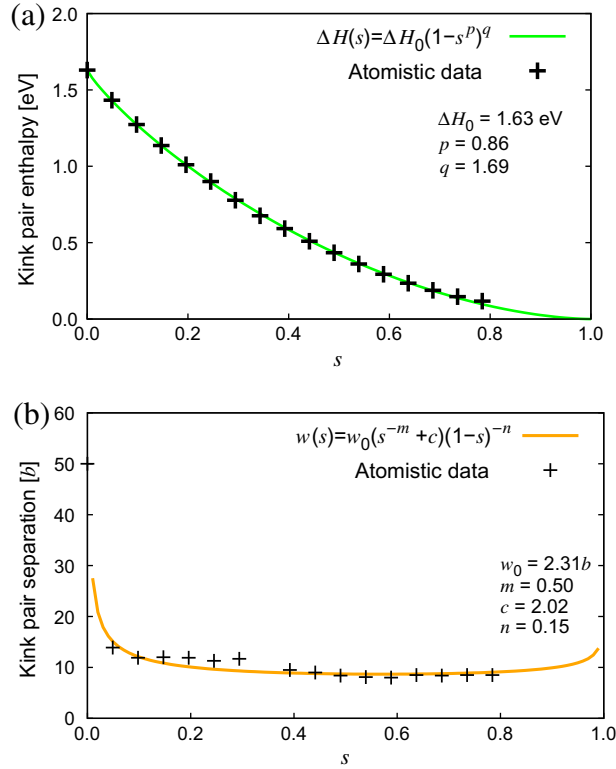 (a)
2.0
1.5
1.0
0.5
0.0
Kink pair enthalpy [eV]
ΔH(s)=ΔH₀(1−sᵖ)^q
Atomistic data
ΔH₀ = 1.63 eV
p = 0.86
q = 1.69
0.0 0.2 0.4 0.6 0.8 1.0
s
(b)
60
50
40
30
20
10
0
Kink pair separation [b]
w(s)=w₀(s⁻ᵐ +c)(1−s)⁻ⁿ
Atomistic data
w₀ = 2.31b
m = 0.50
c = 2.02
n = 0.15
0.0 0.2 0.4 0.6 0.8 1.0
s